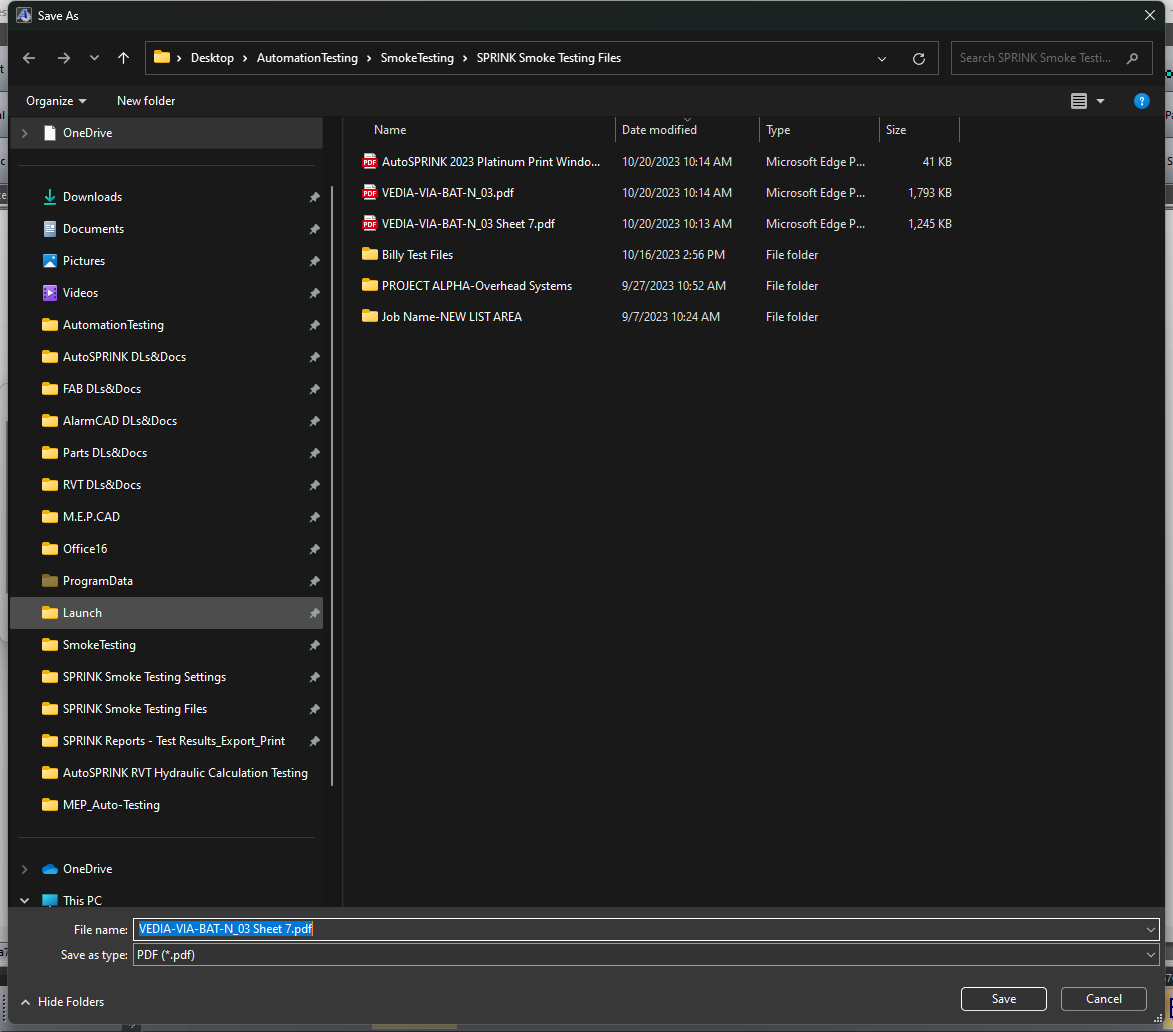 Save As
Desktop > AutomationTesting > SmokeTesting > SPRINK Smoke Testing Files
Search SPRINK Smoke Testi...
Organize
New folder
?
OneDrive
Downloads
Documents
Pictures
Videos
AutomationTesting
AutoSPRINK DLs&Docs
FAB DLs&Docs
AlarmCAD DLs&Docs
Parts DLs&Docs
RVT DLs&Docs
M.E.P.CAD
Office16
ProgramData
Launch
SmokeTesting
SPRINK Smoke Testing Settings
SPRINK Smoke Testing Files
SPRINK Reports - Test Results_Export_Print
AutoSPRINK RVT Hydraulic Calculation Testing
MEP_Auto-Testing
OneDrive
This PC
Name Date modified Type Size
PDF AutoSPRINK 2023 Platinum Print Windo... 10/20/2023 10:14 AM Microsoft Edge P... 41 KB
PDF VEDIA-VIA-BAT-N_03.pdf 10/20/2023 10:14 AM Microsoft Edge P... 1,793 KB
PDF VEDIA-VIA-BAT-N_03 Sheet 7.pdf 10/20/2023 10:13 AM Microsoft Edge P... 1,245 KB
Billy Test Files 10/16/2023 2:56 PM File folder
PROJECT ALPHA-Overhead Systems 9/27/2023 10:52 AM File folder
Job Name-NEW LIST AREA 9/7/2023 10:24 AM File folder
File name: VEDIA-VIA-BAT-N_03 Sheet 7.pdf
Save as type: PDF (*.pdf)
Hide Folders
Save
Cancel